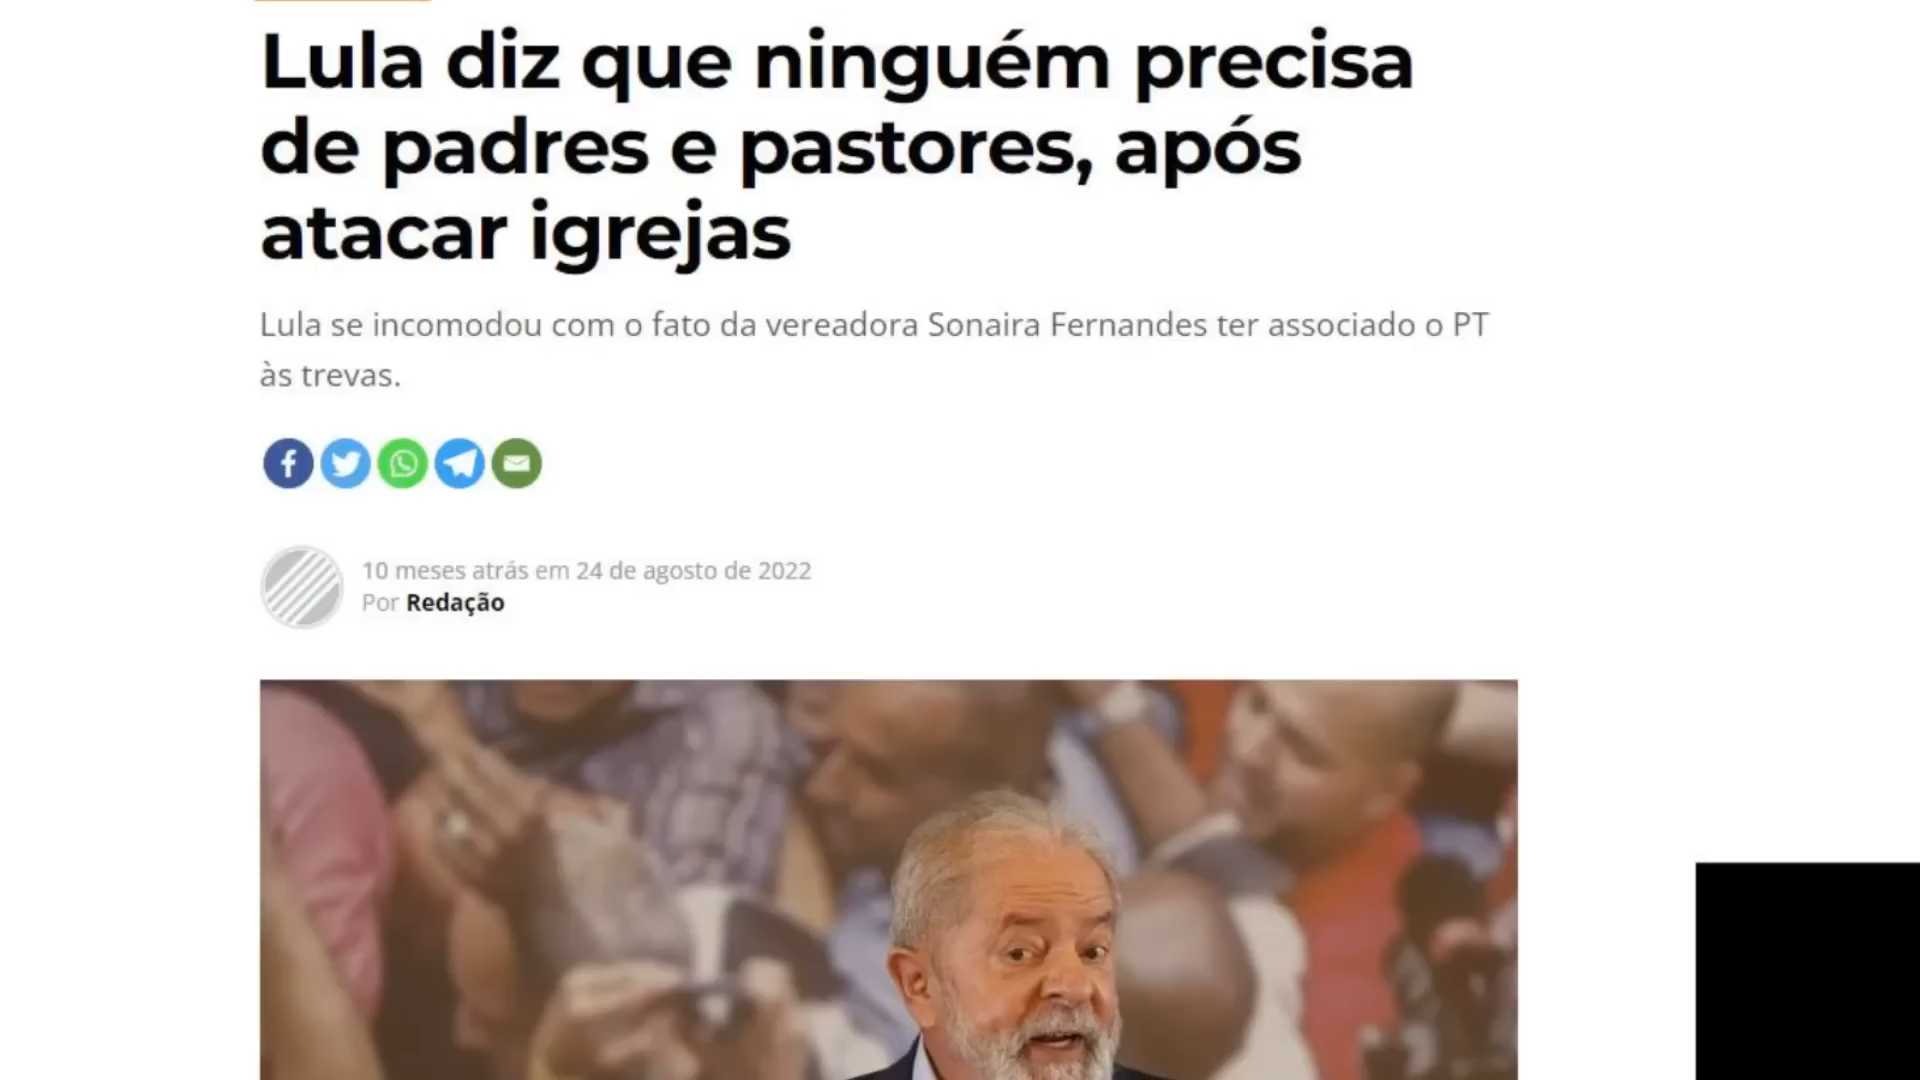 Lula diz que ninguém precisa
de padres e pastores, após
atacar igrejas
Lula se incomodou com o fato da vereadora Sonaira Fernandes ter associado o PT
às trevas.
10 meses atrás em 24 de agosto de 2022
Por Redação